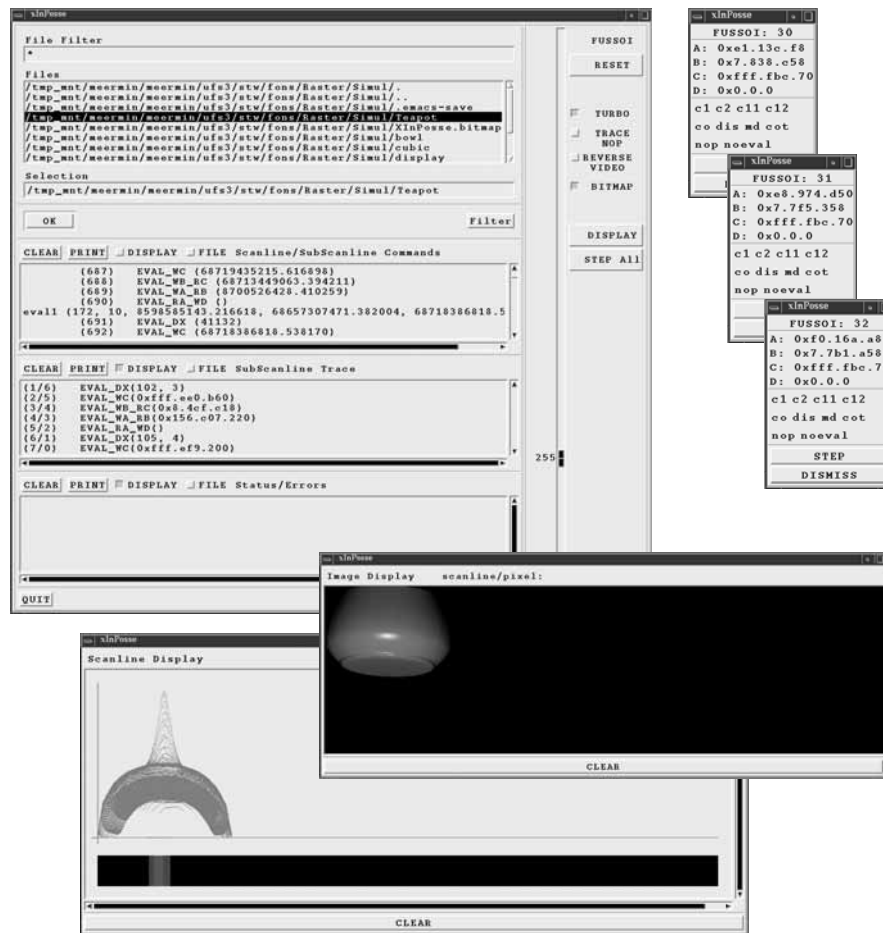 xInPosse
File Filter
*
Files
/tmp_mnt/meermin/meermin/ufs3/stw/fons/Raster/Simul/.
/tmp_mnt/meermin/meermin/ufs3/stw/fons/Raster/Simul/..
/tmp_mnt/meermin/meermin/ufs3/stw/fons/Raster/Simul/.emacs-save
/tmp_mnt/meermin/meermin/ufs3/stw/fons/Raster/Simul/Teapot
/tmp_mnt/meermin/meermin/ufs3/stw/fons/Raster/Simul/XInPosse.bitmap
/tmp_mnt/meermin/meermin/ufs3/stw/fons/Raster/Simul/bowl
/tmp_mnt/meermin/meermin/ufs3/stw/fons/Raster/Simul/cubic
/tmp_mnt/meermin/meermin/ufs3/stw/fons/Raster/Simul/display
Selection
/tmp_mnt/meermin/meermin/ufs3/stw/fons/Raster/Simul/Teapot
OK Filter
CLEAR PRINT DISPLAY FILE Scanline/SubScanline Commands
(687) EVAL_WC (68719435215.616898)
(688) EVAL_WB_RC (68713449063.394211)
(689) EVAL_WA_RB (8700526428.410259)
(690) EVAL_RA_WD ()
eval1 (172, 10, 8598585143.216618, 68657307471.382004, 68718386818.5
(691) EVAL_DX (41132)
(692) EVAL_WC (68718386818.538170)
CLEAR PRINT DISPLAY FILE SubScanline Trace
(1/6) EVAL_DX(102, 3)
(2/5) EVAL_WC(0xfff.ee0.b60)
(3/4) EVAL_WB_RC(0x8.4cf.c18)
(4/3) EVAL_WA_RB(0x156.c07.220)
(5/2) EVAL_RA_WD()
(6/1) EVAL_DX(105, 4)
(7/0) EVAL_WC(0xfff.ef9.200)
CLEAR PRINT DISPLAY FILE Status/Errors
QUIT
255
FUSSOI
RESET
TURBO
TRACE
NOP
REVERSE
VIDEO
BITMAP
DISPLAY
STEP All
xInPosse
FUSSOI: 30
A: 0xe1.13c.f8
B: 0x7.838.c58
C: 0xfff.fbc.70
D: 0x0.0.0
c1 c2 c11 c12
co dis md cot
nop noeval
xInPosse
FUSSOI: 31
A: 0xe8.974.d50
B: 0x7.7f5.358
C: 0xfff.fbc.70
D: 0x0.0.0
c1 c2 c11 c12
co dis md cot
nop noeval
xInPosse
FUSSOI: 32
A: 0xf0.16a.a8
B: 0x7.7b1.a58
C: 0xfff.fbc.7
D: 0x0.0.0
c1 c2 c11 c12
co dis md cot
nop noeval
STEP
DISMISS
xInPosse
Image Display scanline/pixel:
CLEAR
xInPosse
Scanline Display
CLEAR